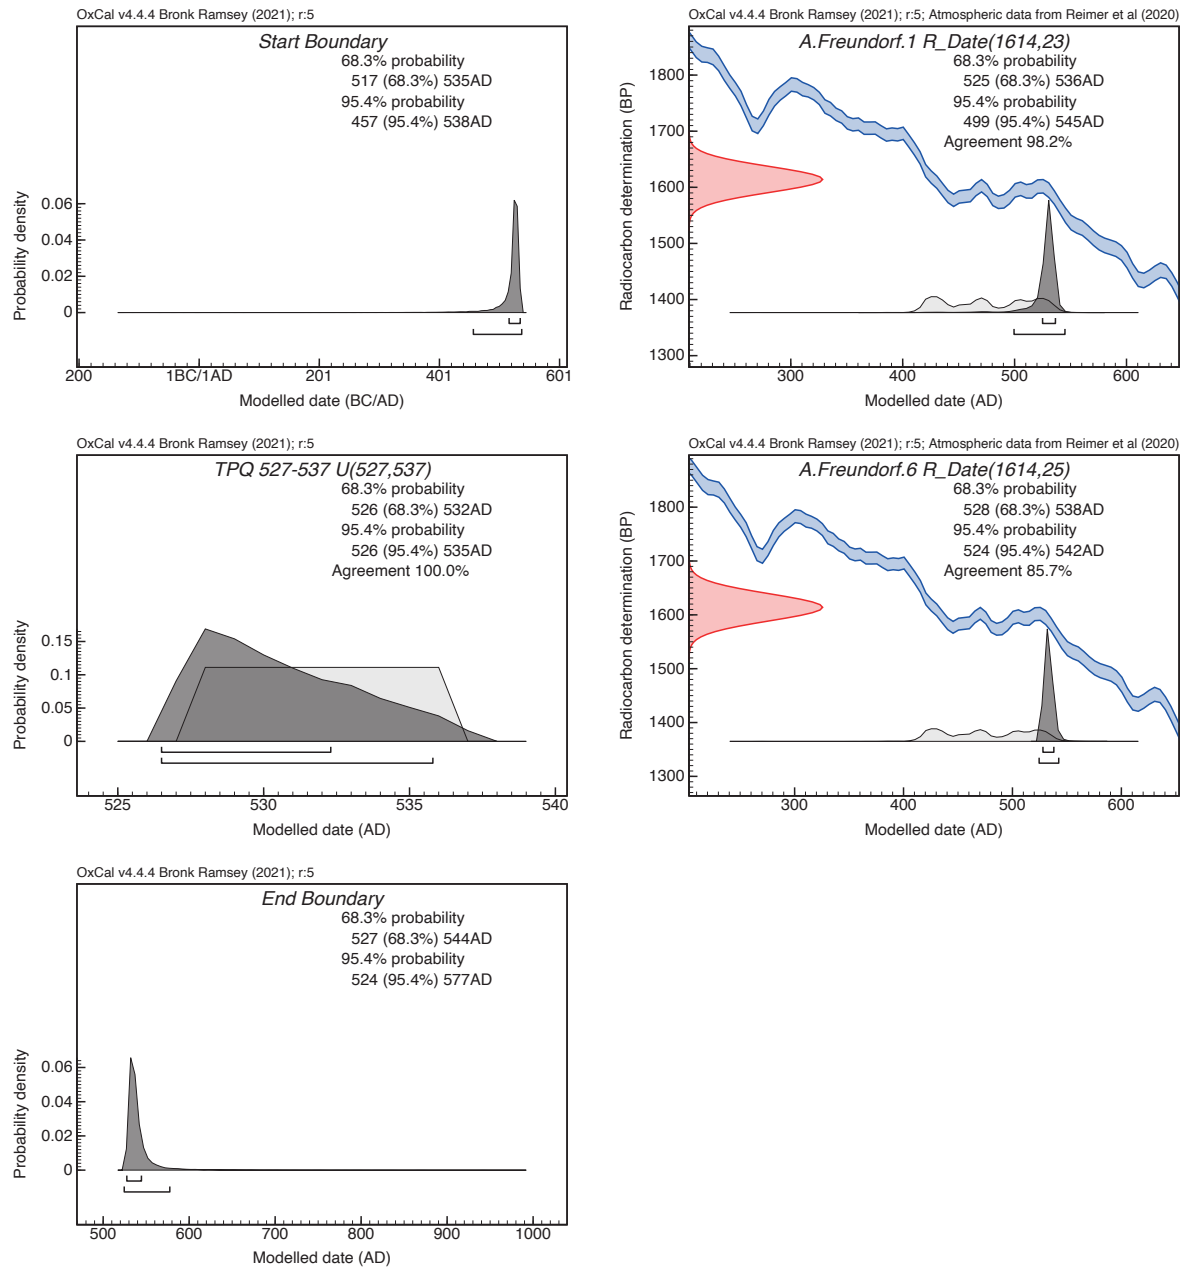 OxCal v4.4.4 Bronk Ramsey (2021); r:5
Start Boundary
68.3% probability
517 (68.3%) 535AD
95.4% probability
457 (95.4%) 538AD
Probability density
0.06
0.04
0.02
0
200
1BC/1AD
201
401
601
Modelled date (BC/AD)
OxCal v4.4.4 Bronk Ramsey (2021); r:5; Atmospheric data from Reimer et al (2020)
A.Freundorf.1 R_Date(1614,23)
68.3% probability
525 (68.3%) 536AD
95.4% probability
499 (95.4%) 545AD
Agreement 98.2%
Radiocarbon determination (BP)
1800
1700
1600
1500
1400
1300
300
400
500
600
Modelled date (AD)
OxCal v4.4.4 Bronk Ramsey (2021); r:5
TPQ 527-537 U(527,537)
68.3% probability
526 (68.3%) 532AD
95.4% probability
526 (95.4%) 535AD
Agreement 100.0%
Probability density
0.15
0.1
0.05
0
525
530
535
540
Modelled date (AD)
OxCal v4.4.4 Bronk Ramsey (2021); r:5; Atmospheric data from Reimer et al (2020)
A.Freundorf.6 R_Date(1614,25)
68.3% probability
528 (68.3%) 538AD
95.4% probability
524 (95.4%) 542AD
Agreement 85.7%
Radiocarbon determination (BP)
1800
1700
1600
1500
1400
1300
300
400
500
600
Modelled date (AD)
OxCal v4.4.4 Bronk Ramsey (2021); r:5
End Boundary
68.3% probability
527 (68.3%) 544AD
95.4% probability
524 (95.4%) 577AD
Probability density
0.06
0.04
0.02
0
500
600
700
800
900
1000
Modelled date (AD)